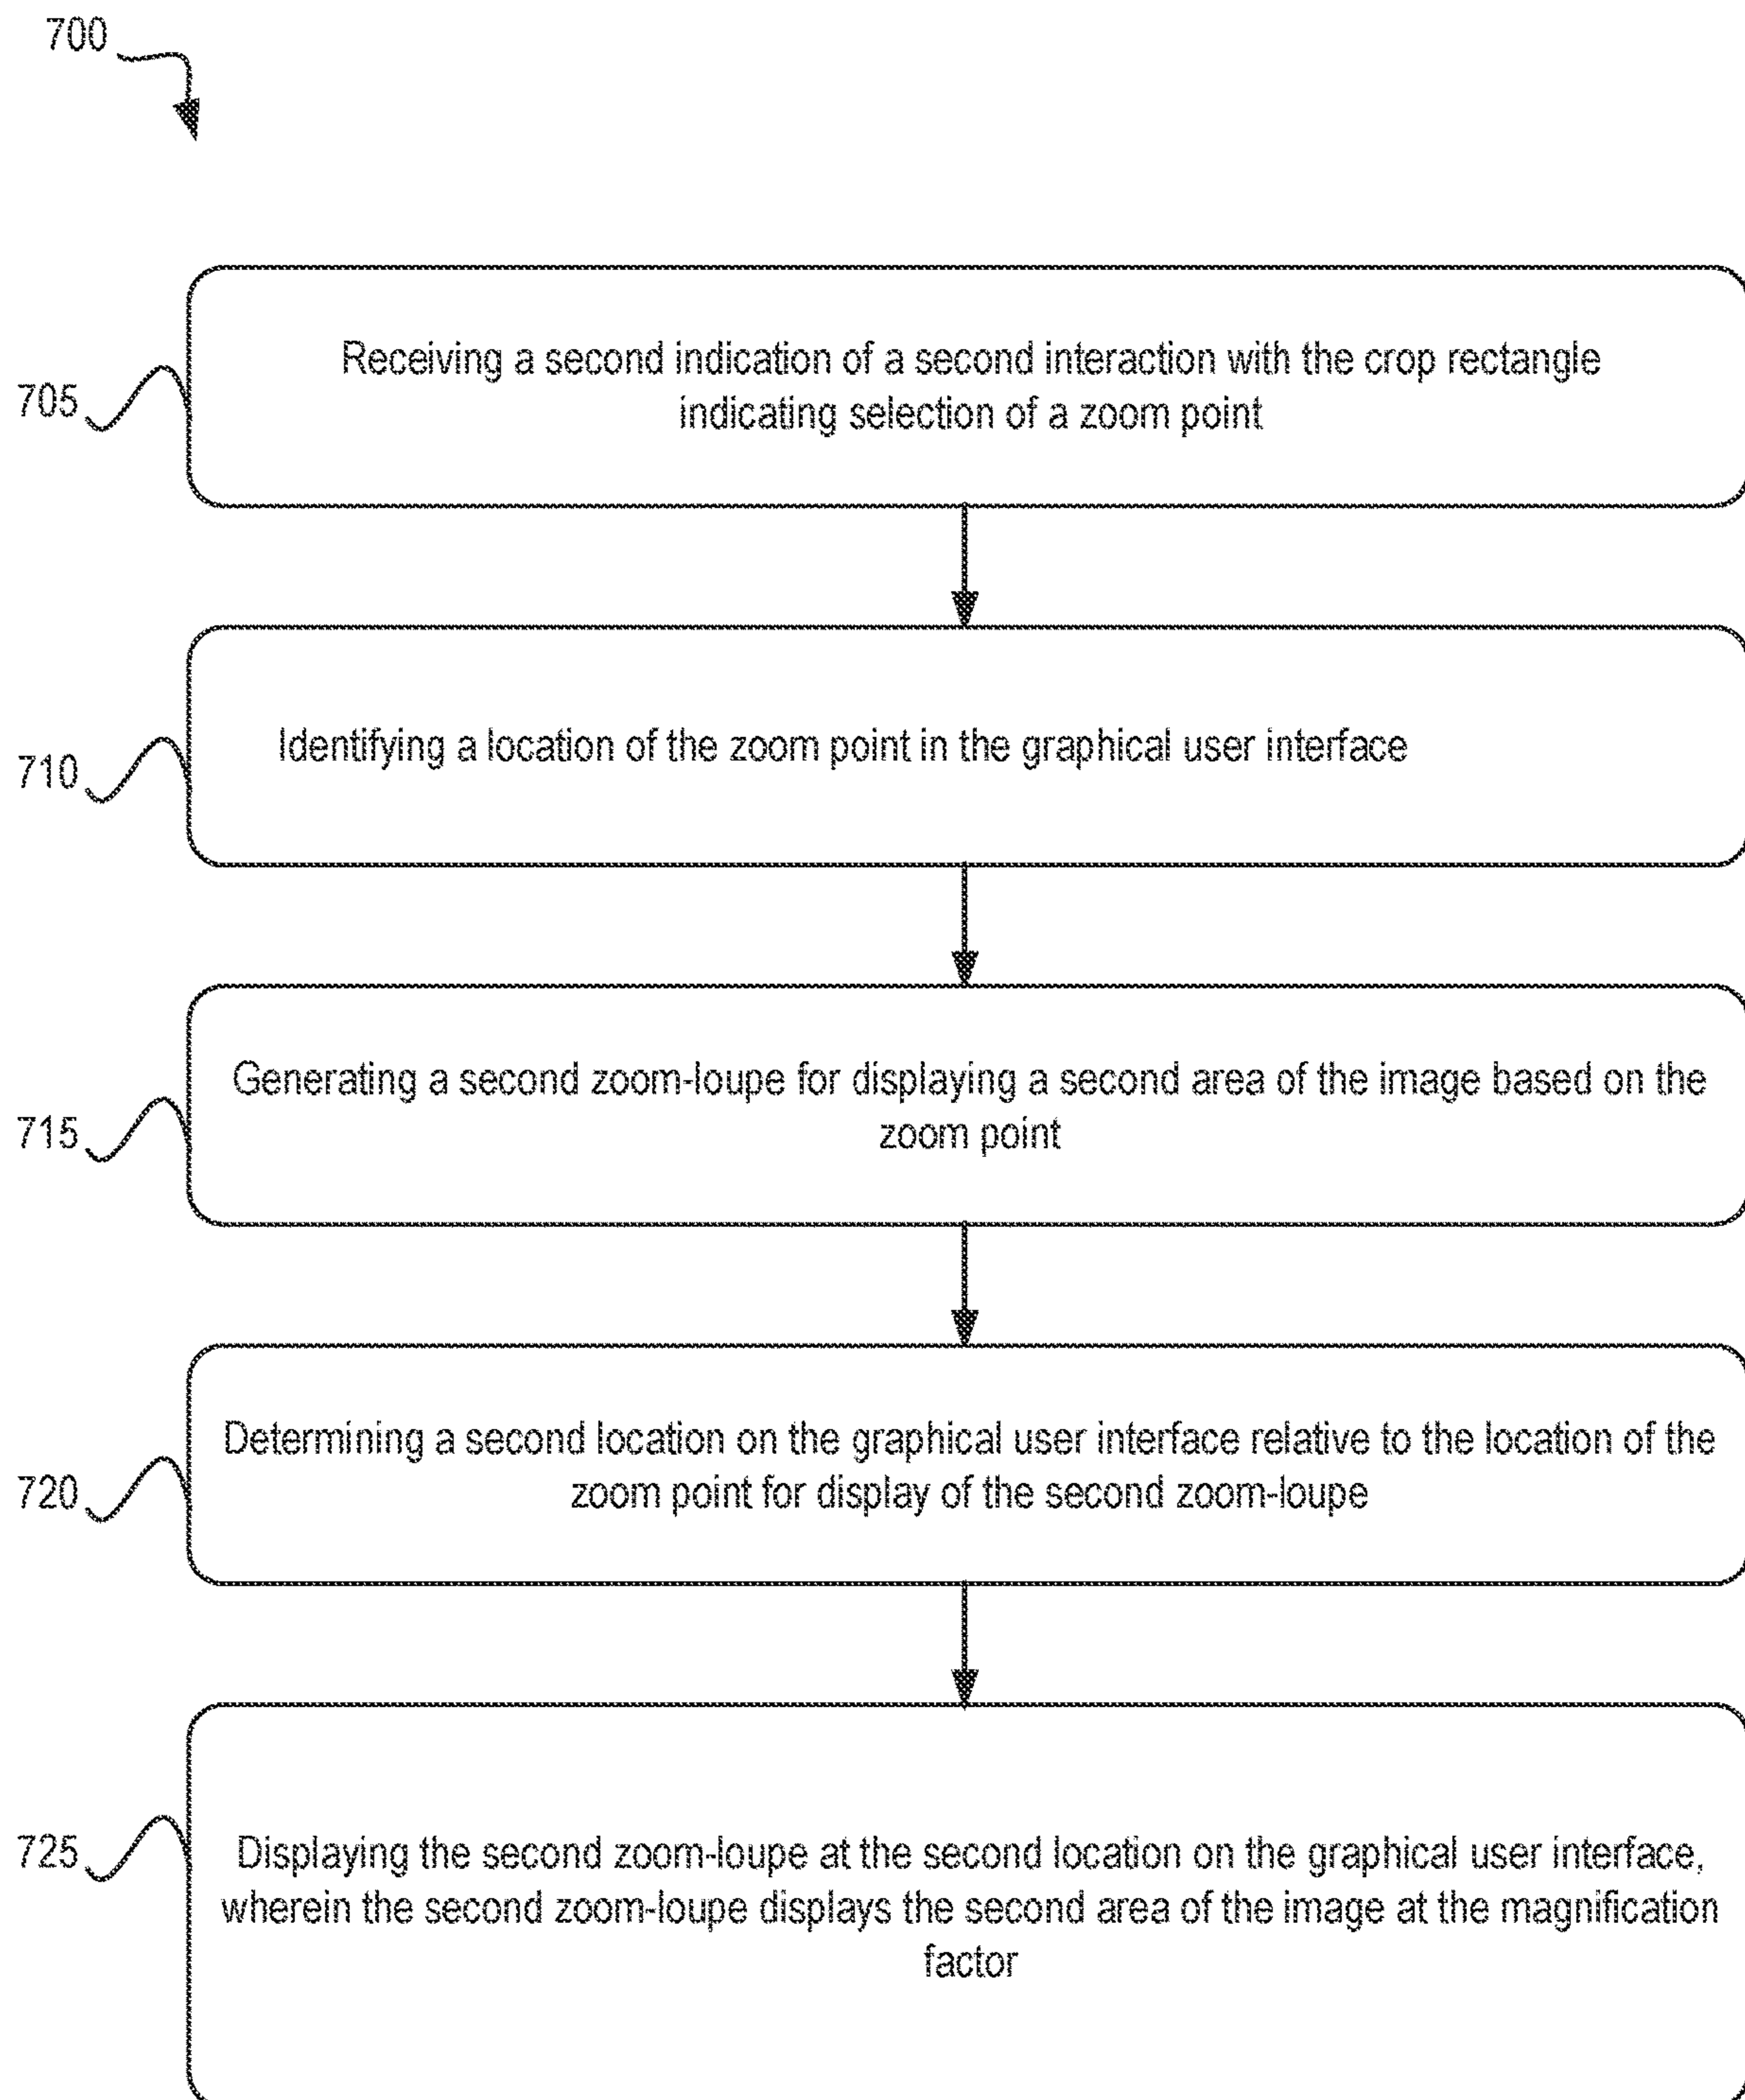 700
705
Receiving a second indication of a second interaction with the crop rectangle
indicating selection of a zoom point
710
Identifying a location of the zoom point in the graphical user interface
715
Generating a second zoom-loupe for displaying a second area of the image based on the
zoom point
720
Determining a second location on the graphical user interface relative to the location of the
zoom point for display of the second zoom-loupe
725
Displaying the second zoom-loupe at the second location on the graphical user interface,
wherein the second zoom-loupe displays the second area of the image at the magnification
factor